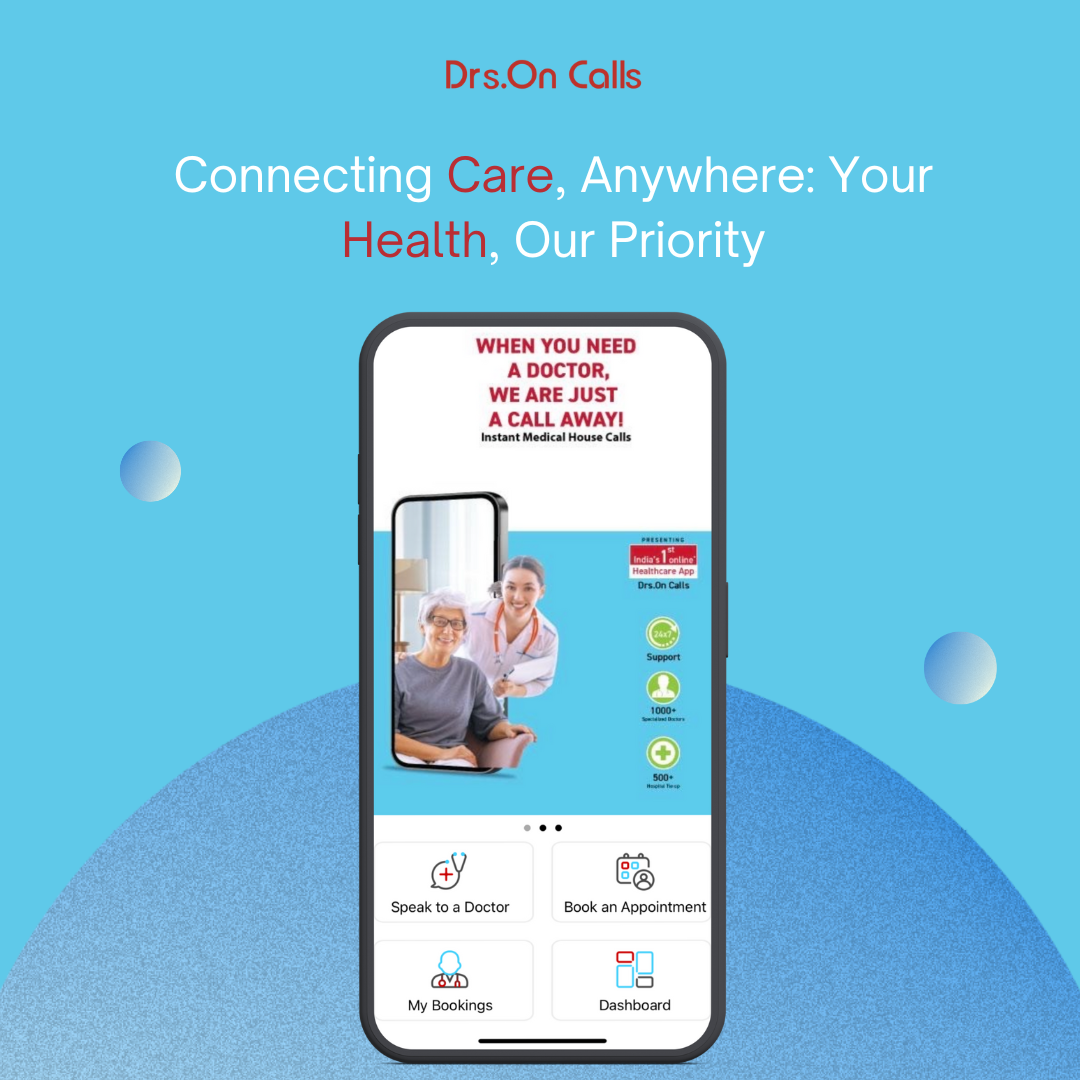 Drs.On Calls
Connecting Care, Anywhere: Your
Health, Our Priority
WHEN YOU NEED
A DOCTOR,
WE ARE JUST
A CALL AWAY!
Instant Medical House Calls
PRESENTING
India's 1st online*
Healthcare App
Drs.On Calls
24x7
Support
1000+
Specialized Doctors
500+
Hospital Tie-up
Speak to a Doctor
Book an Appointment
My Bookings
Dashboard